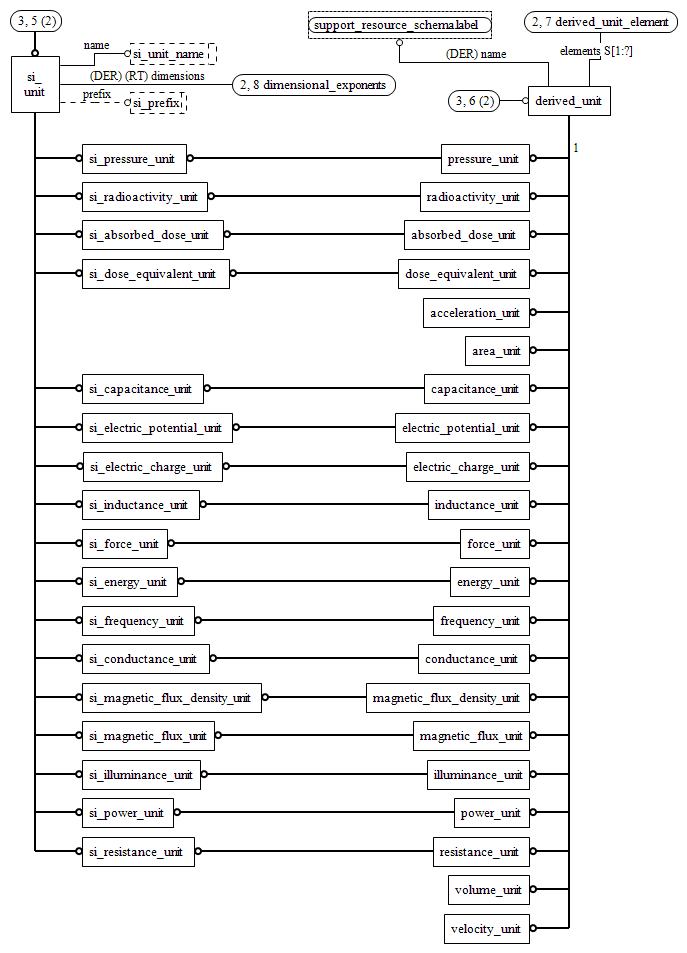 3, 5 (2)
support_resource_schema.label
2, 7 derived_unit_element
name
si_unit_name
(DER) name
elements S[1:?]
si_
unit
(DER) (RT) dimensions
2, 8 dimensional_exponents
prefix
si_prefix
3, 6 (2)
derived_unit
1
si_pressure_unit
pressure_unit
si_radioactivity_unit
radioactivity_unit
si_absorbed_dose_unit
absorbed_dose_unit
si_dose_equivalent_unit
dose_equivalent_unit
acceleration_unit
area_unit
si_capacitance_unit
capacitance_unit
si_electric_potential_unit
electric_potential_unit
si_electric_charge_unit
electric_charge_unit
si_inductance_unit
inductance_unit
si_force_unit
force_unit
si_energy_unit
energy_unit
si_frequency_unit
frequency_unit
si_conductance_unit
conductance_unit
si_magnetic_flux_density_unit
magnetic_flux_density_unit
si_magnetic_flux_unit
magnetic_flux_unit
si_illuminance_unit
illuminance_unit
si_power_unit
power_unit
si_resistance_unit
resistance_unit
volume_unit
velocity_unit